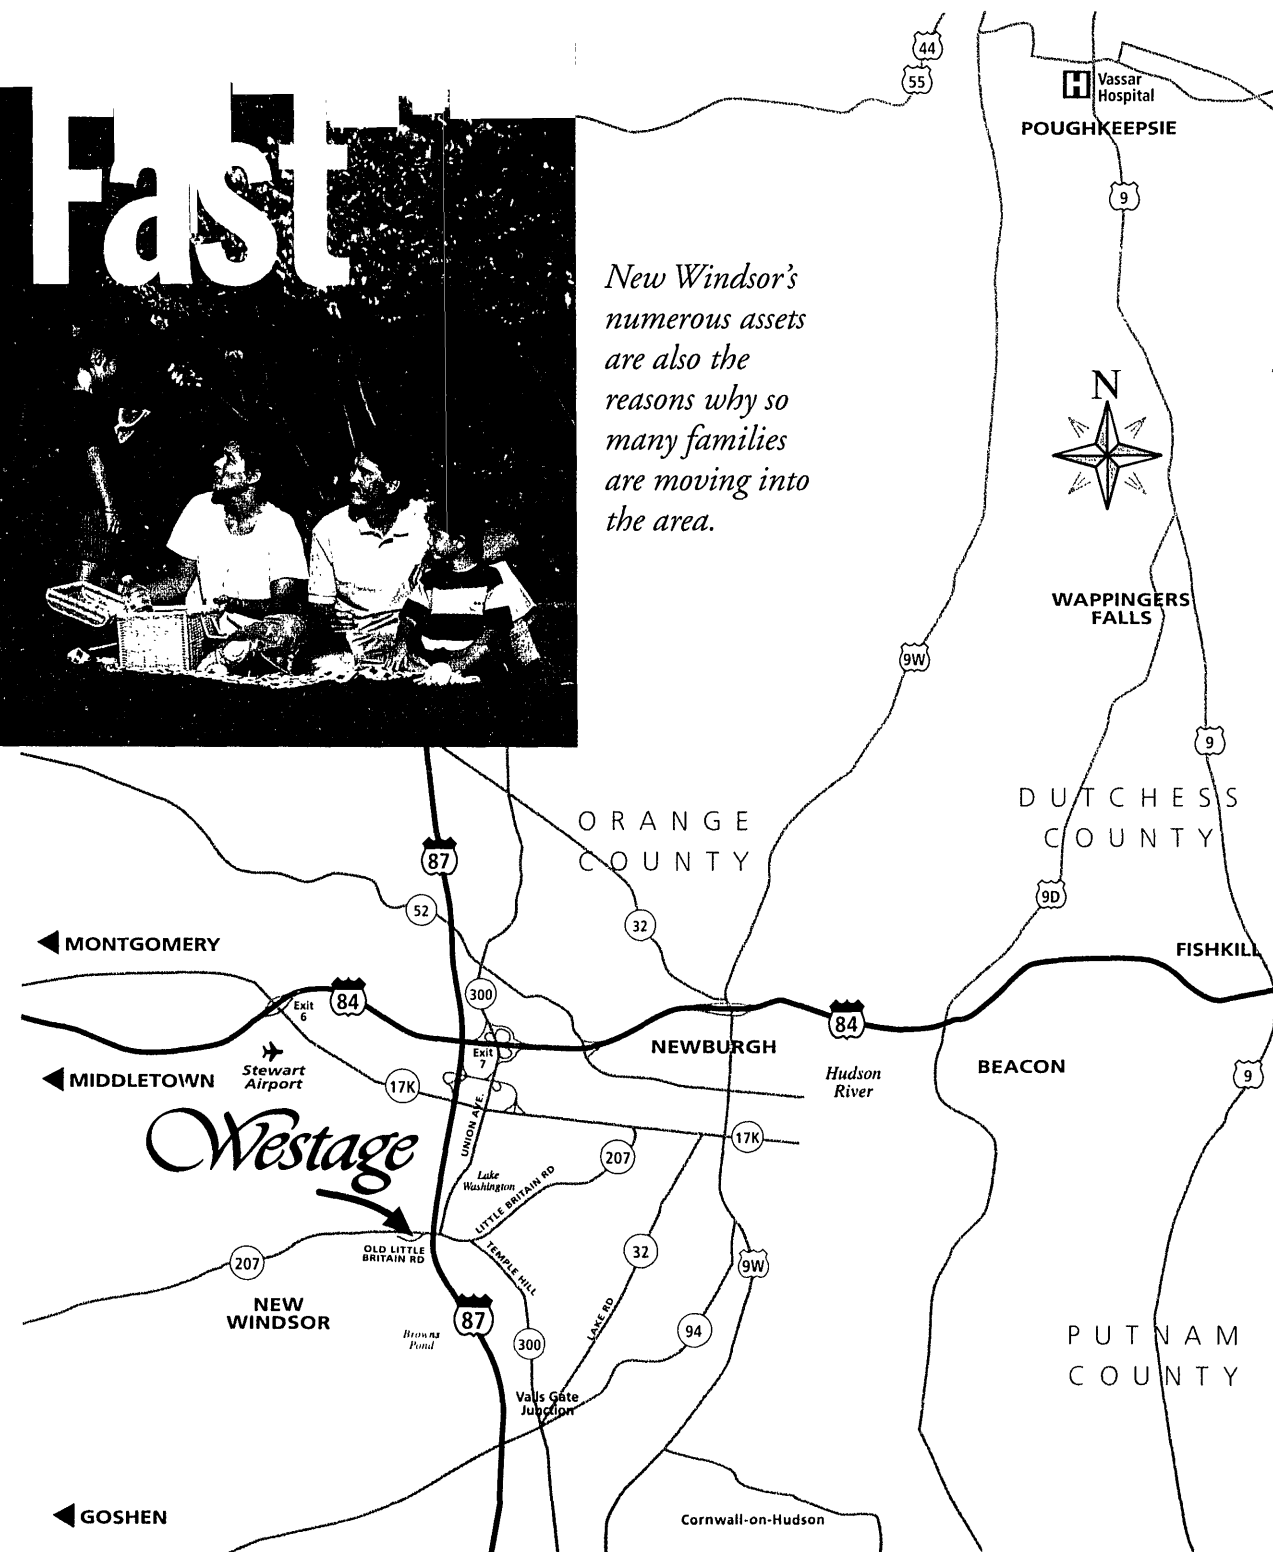 Fast
New Windsor's
numerous assets
are also the
reasons why so
many families
are moving into
the area.
44
55
H
Vassar
Hospital
POUGHKEEPSIE
9
N
WAPPINGERS
FALLS
9W
9
DUTCHESS
COUNTY
ORANGE
COUNTY
87
9D
52
32
MONTGOMERY
FISHKILL
300
84
Exit
6
84
Exit
7
NEWBURGH
Stewart
Airport
Hudson
River
BEACON
9
MIDDLETOWN
17K
UNION AVE.
17K
Westage
207
Lake
Washington
LITTLE BRITAIN RD
OLD LITTLE
BRITAIN RD
TEMPLE HILL
207
32
9W
NEW
WINDSOR
87
Browns
Pond
300
LAKE RD
94
PUTNAM
COUNTY
Vails Gate
Junction
GOSHEN
Cornwall-on-Hudson